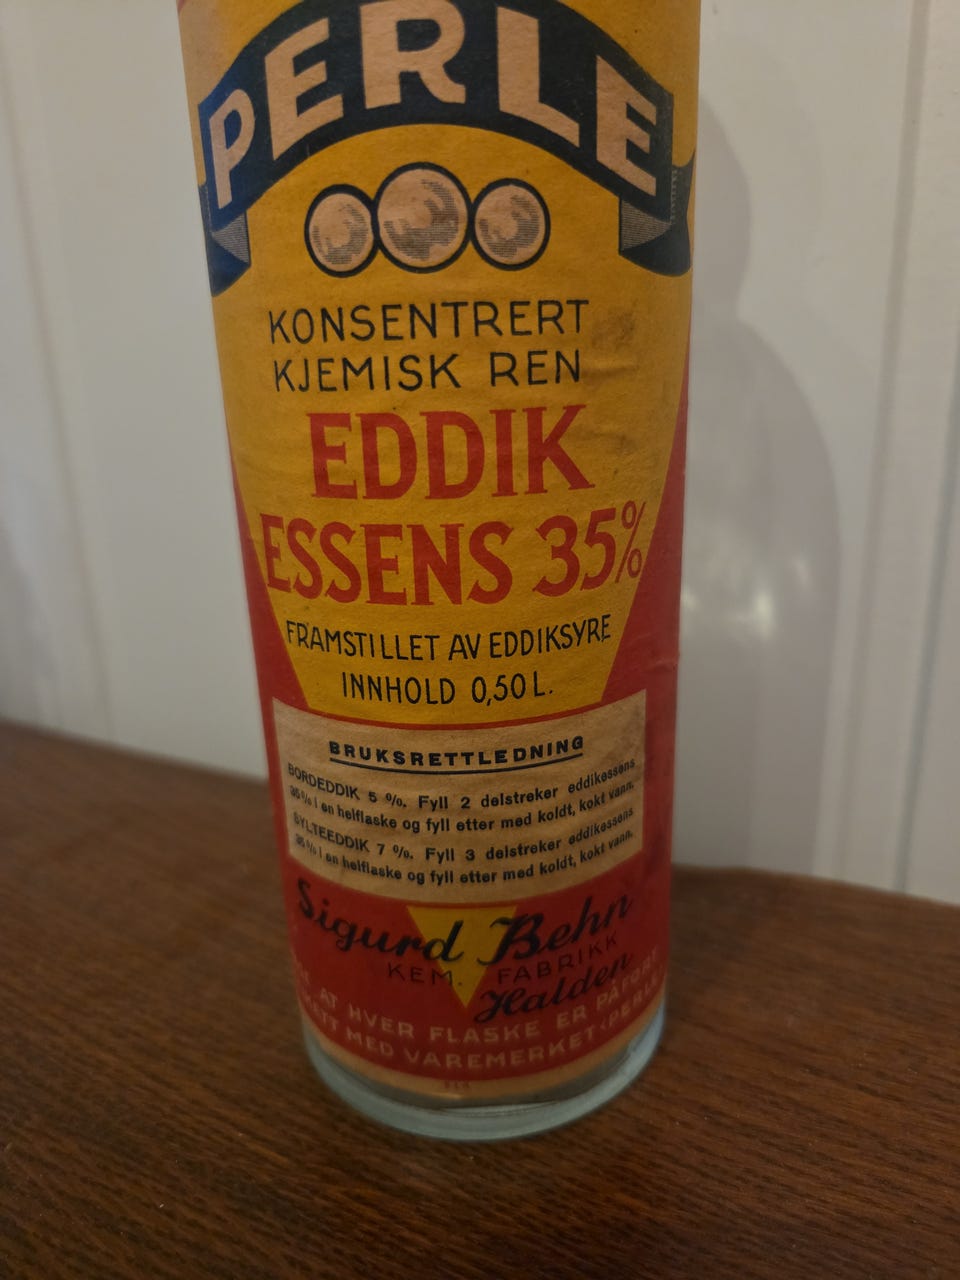 PERLE
KONSENTRERT
KJEMISK REN
EDDIK
ESSENS 35%
FRAMSTILLET AV EDDIKSYRE
INNHOLD 0,50 L.
BRUKSRETTLEDNING
BORDEDDIK 5 %. Fyll 2 delstreker eddikessens
35% i en helflaske og fyll etter med koldt, kokt vann.
SYLTEEDDIK 7 %. Fyll 3 delstreker eddikessens
35% i en helflaske og fyll etter med koldt, kokt vann.
Sigurd Behn
KEM. FABRIKK
Halden
AT HVER FLASKE ER PÅFØRT
MED VAREMERKET "PERLE